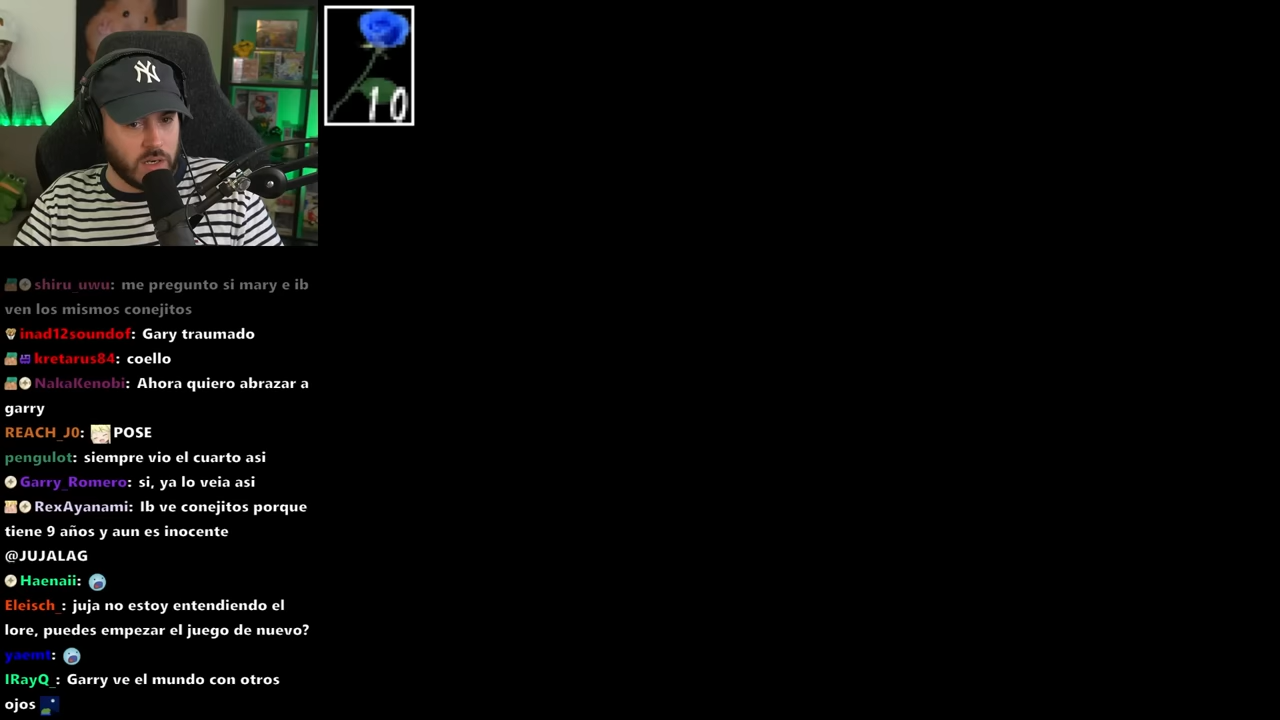 NY
10
shiru_uwu: me pregunto si mary e ib
ven los mismos conejitos
inad12soundof: Gary traumado
kretarus84: coello
NakaKenobi: Ahora quiero abrazar a
garry
REACH_J0: POSE
pengulot: siempre vio el cuarto asi
Garry_Romero: si, ya lo veia asi
RexAyanami: Ib ve conejitos porque
tiene 9 años y aun es inocente
@JUJALAG
Haenaii:
Eleisch_: juja no estoy entendiendo el
lore, puedes empezar el juego de nuevo?
yaemt:
IRayQ_: Garry ve el mundo con otros
ojos